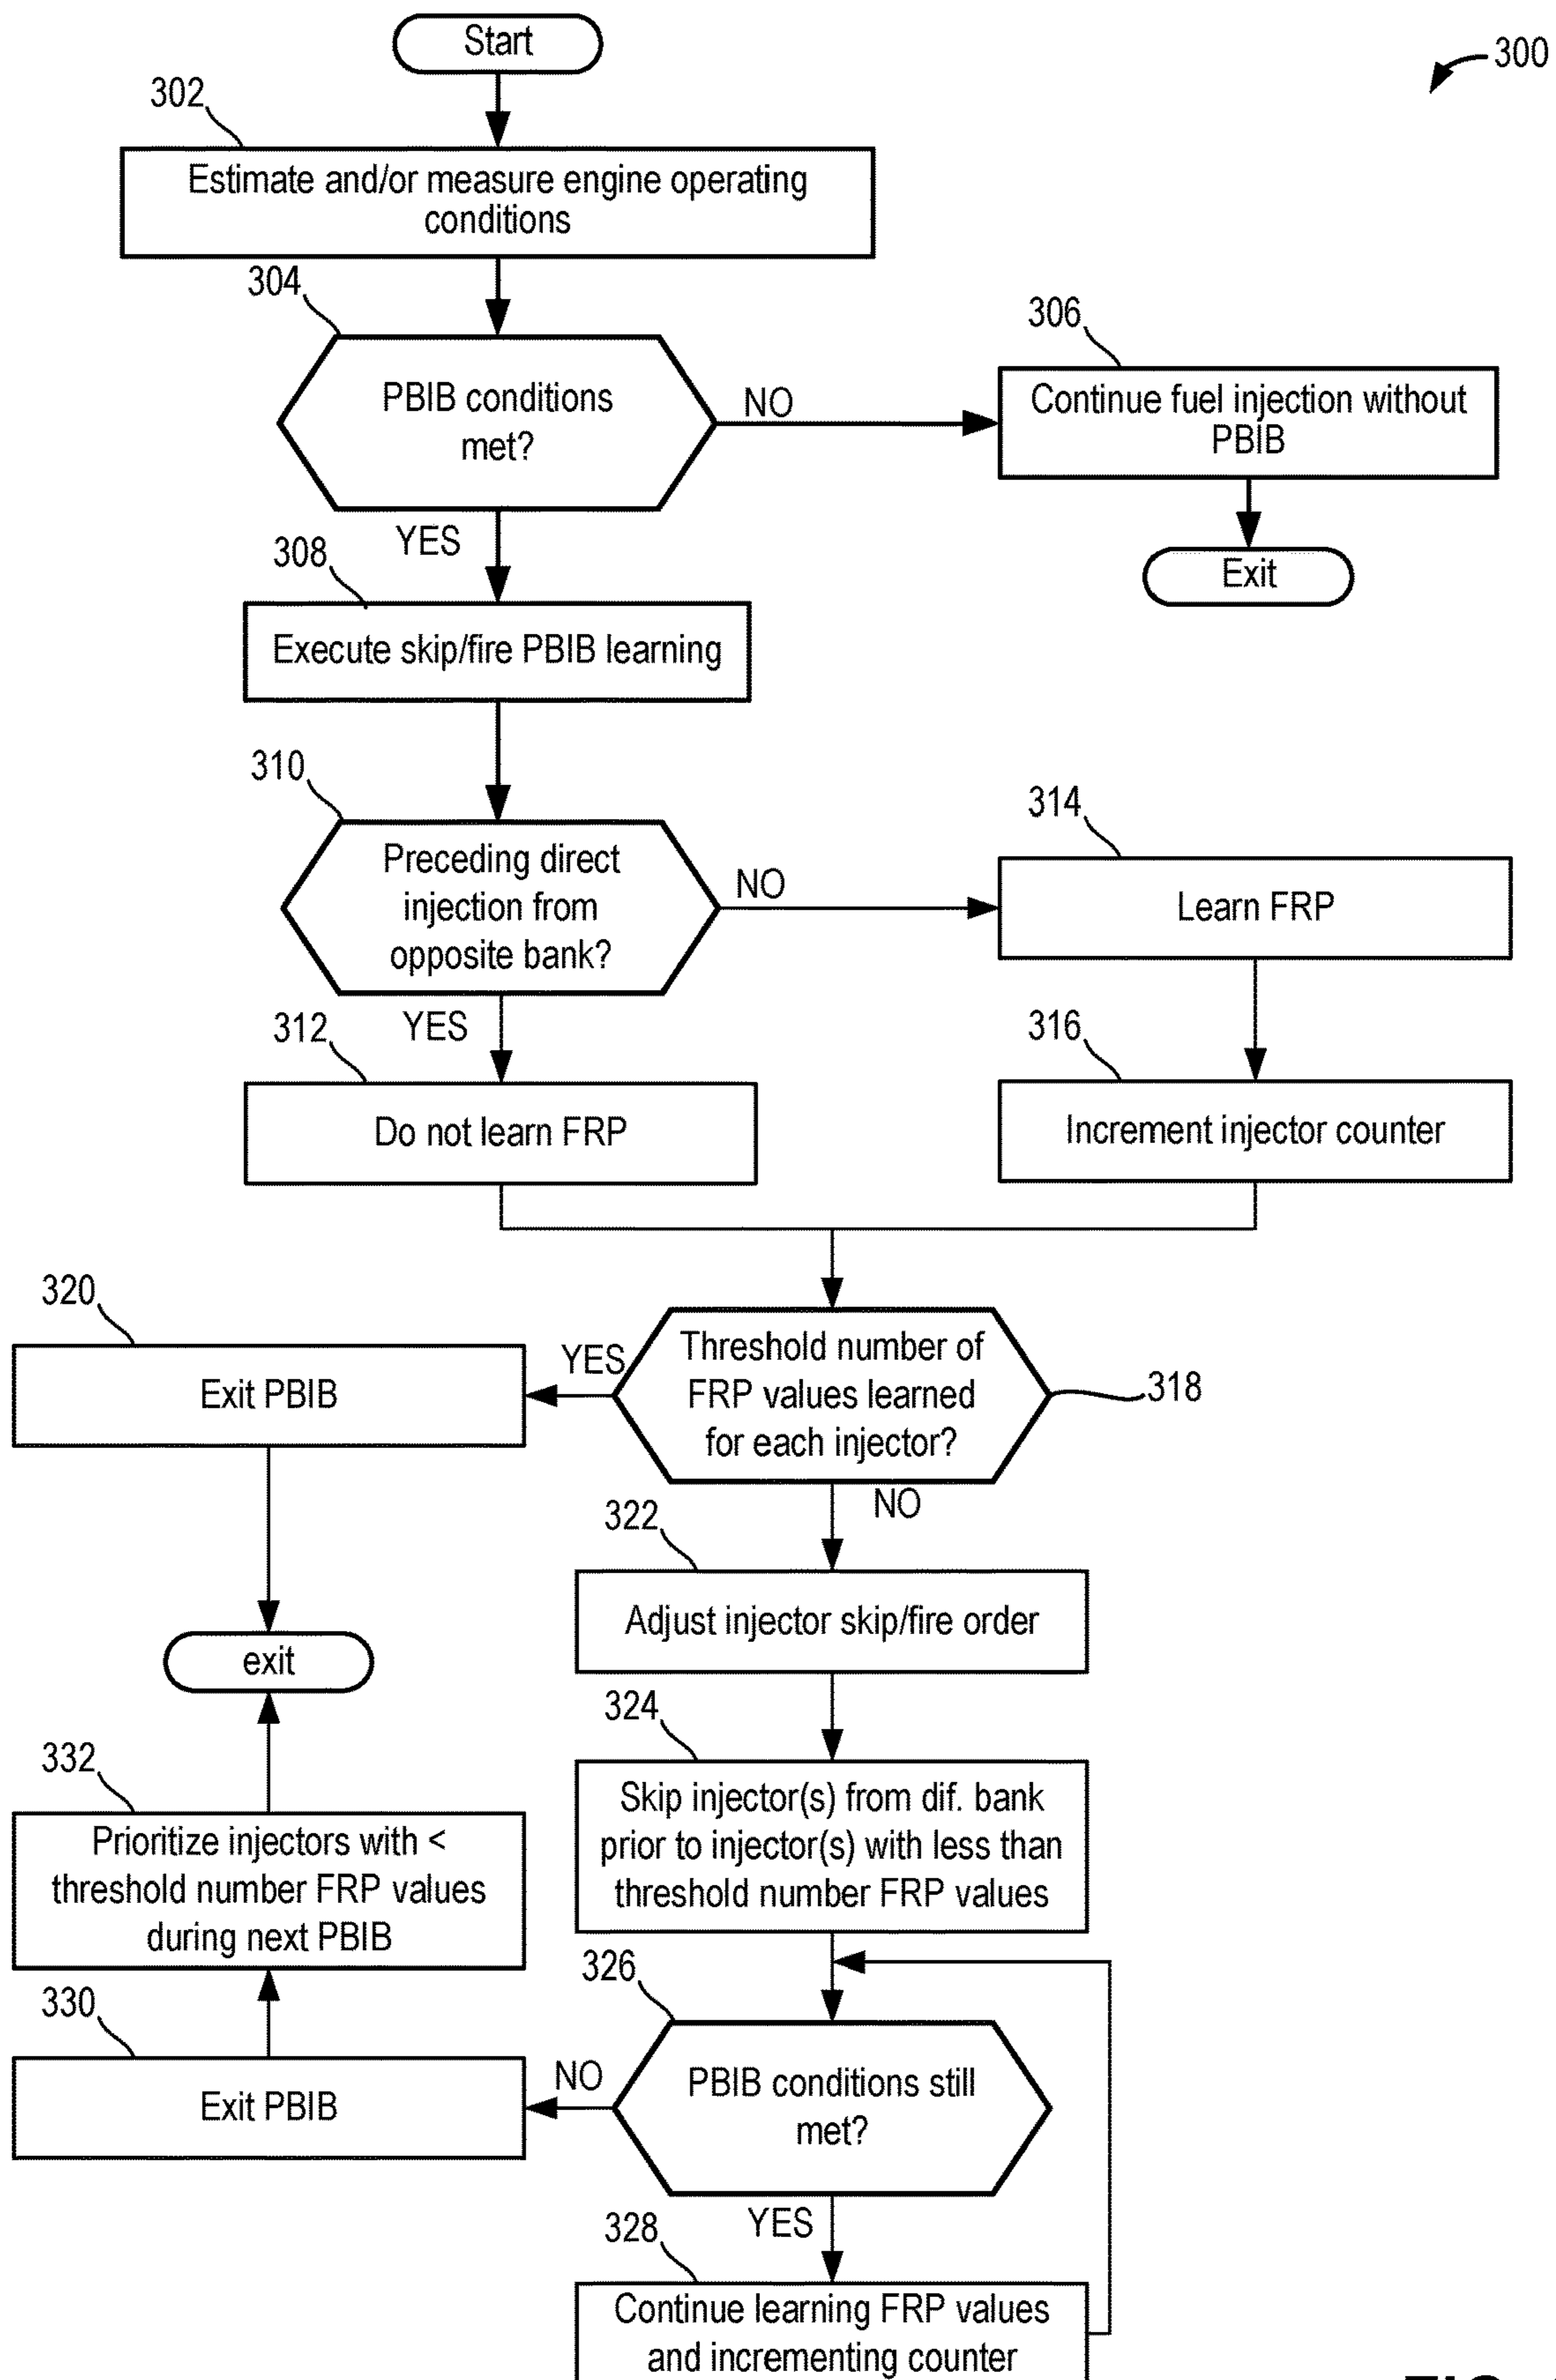 Start
300
302
Estimate and/or measure engine operating
conditions
304
PBIB conditions
met?
NO
306
Continue fuel injection without
PBIB
Exit
YES
308
Execute skip/fire PBIB learning
310
Preceding direct
injection from
opposite bank?
NO
314
Learn FRP
YES
312
Do not learn FRP
316
Increment injector counter
320
Exit PBIB
YES
Threshold number of
FRP values learned
for each injector?
318
NO
322
Adjust injector skip/fire order
exit
324
Skip injector(s) from dif. bank
prior to injector(s) with less than
threshold number FRP values
332
Prioritize injectors with <
threshold number FRP values
during next PBIB
326
PBIB conditions still
met?
NO
330
Exit PBIB
YES
328
Continue learning FRP values
and incrementing counter